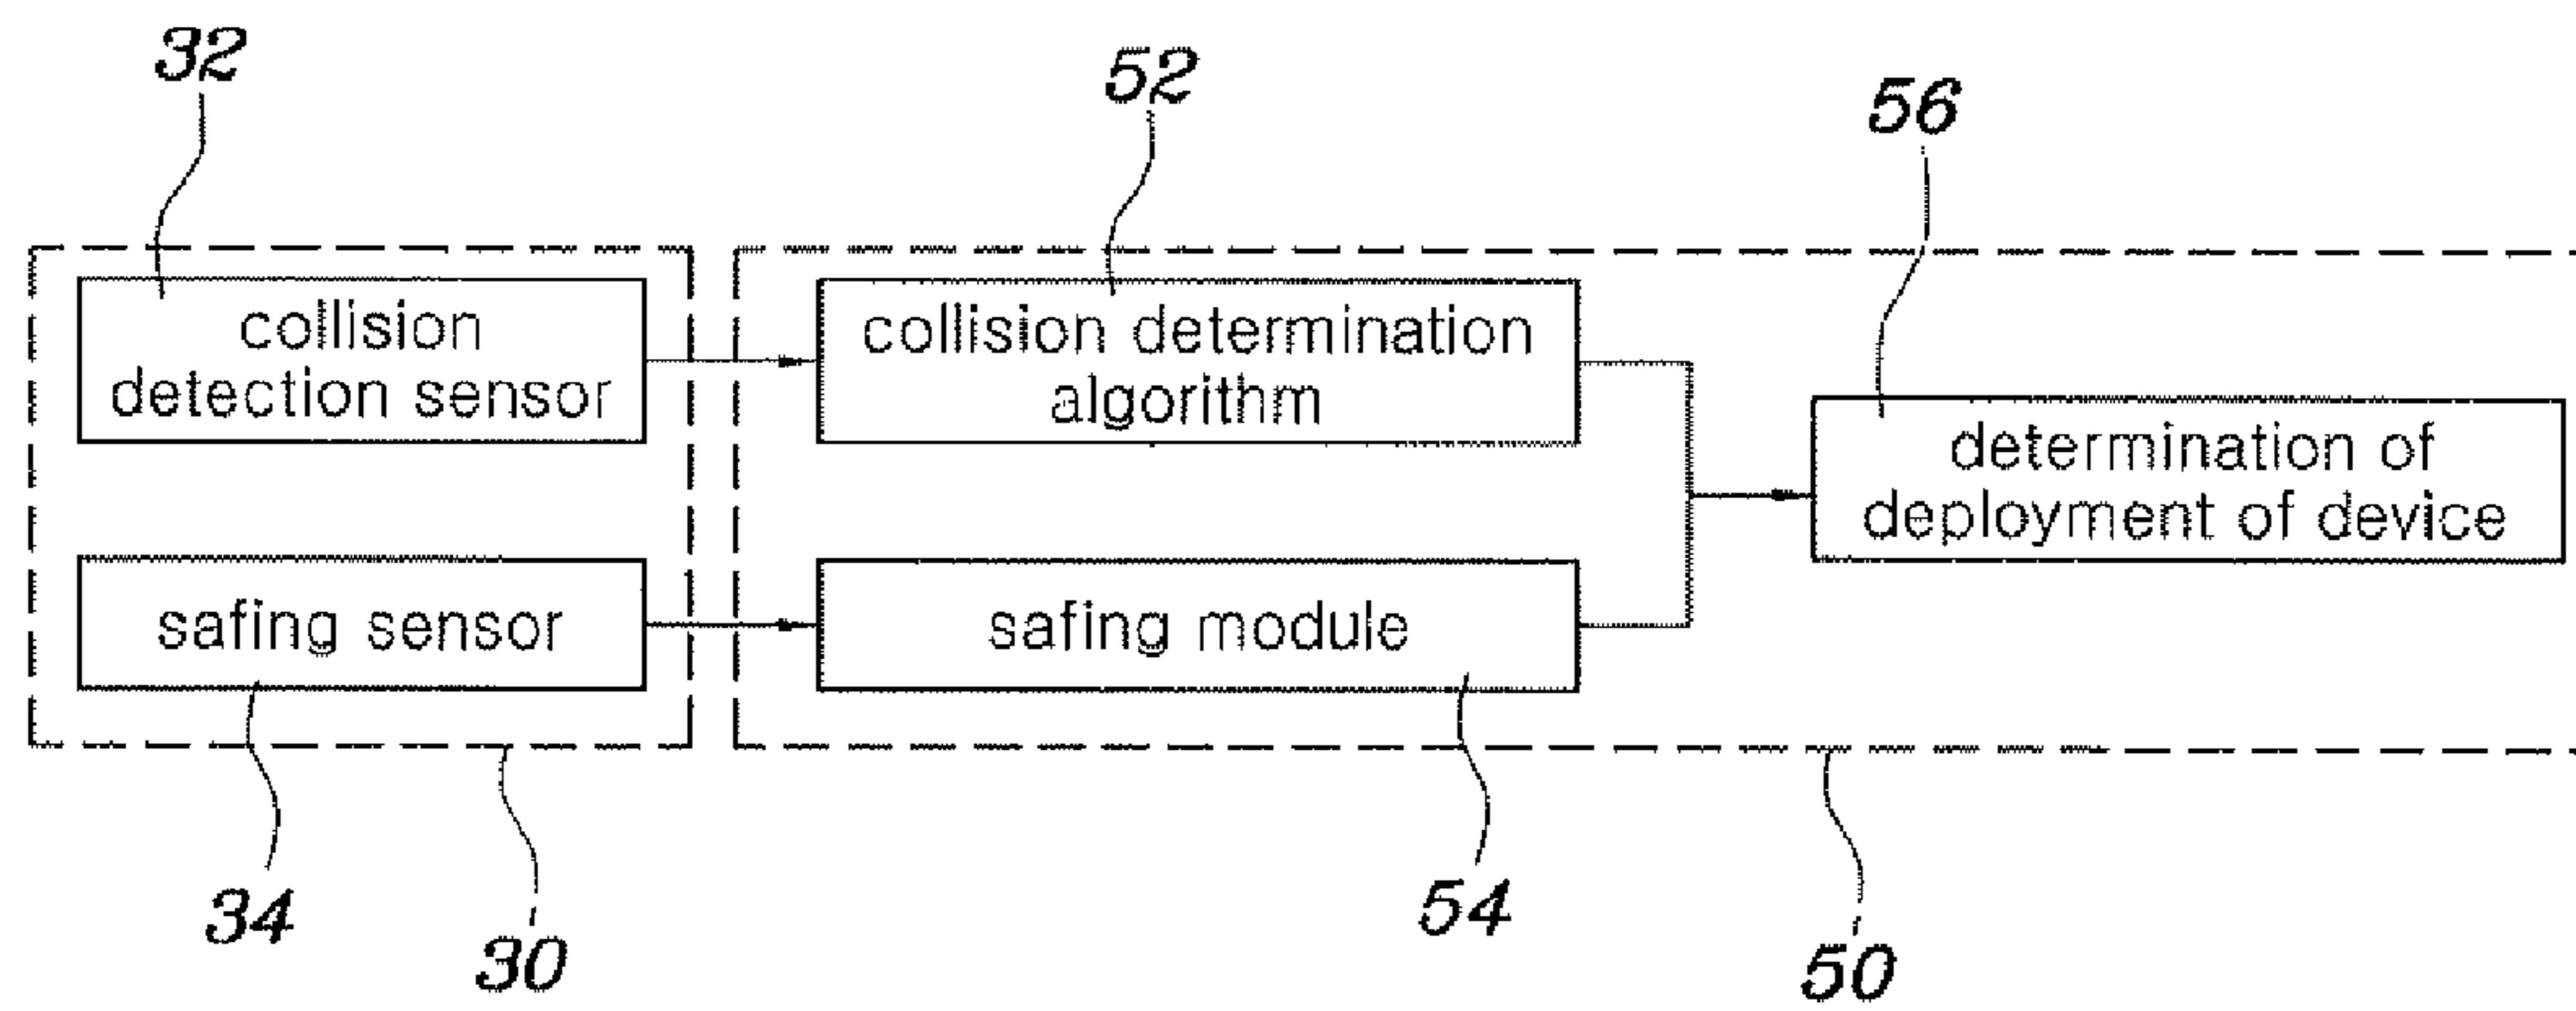 32
52
56
collision
detection sensor
collision determination
algorithm
determination of
deployment of device
safing sensor
safing module
34
30
54
50